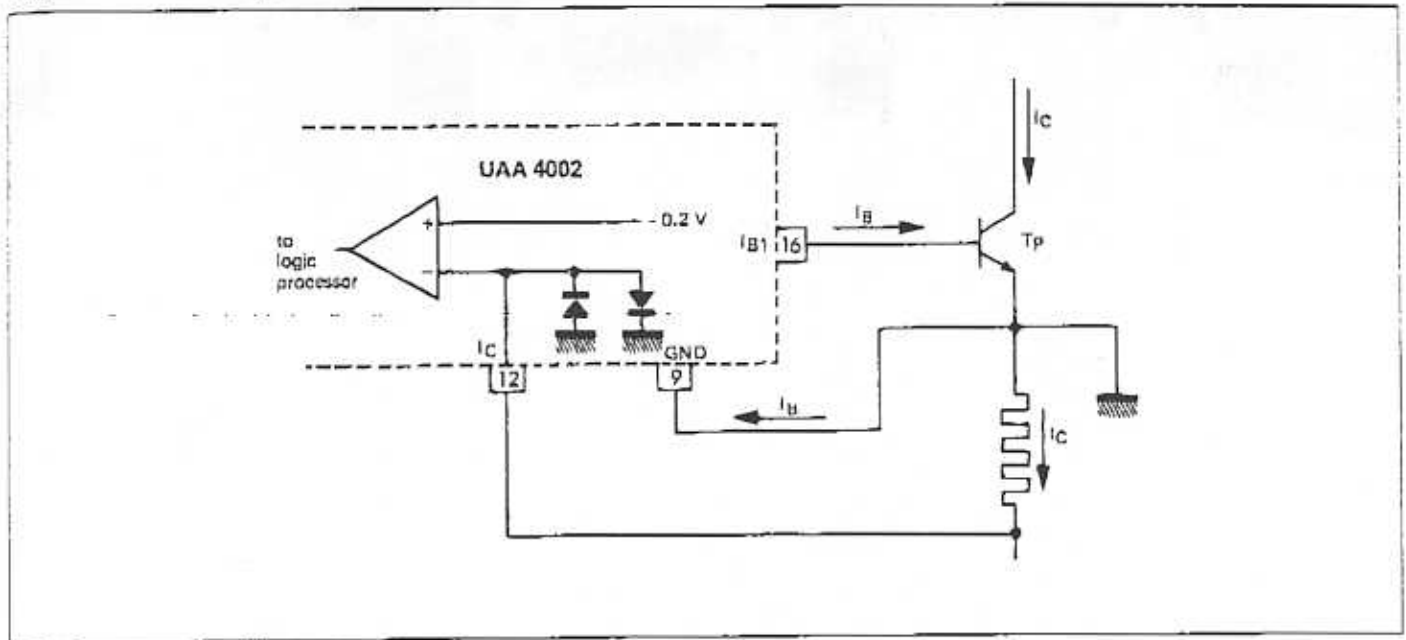 IC
UAA 4002
+
- 0.2 V
IB
IB1 16
TP
to
logic
processor
−
IC
GND
12
9
IB
IC